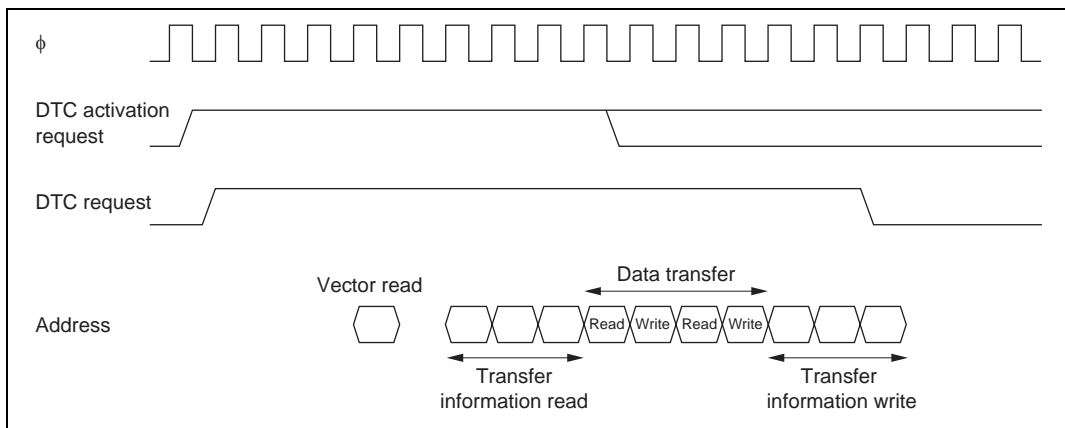 ϕ
DTC activation
request
DTC request
Data transfer
Vector read
Address
Read Write Read Write
Transfer
information read
Transfer
information write